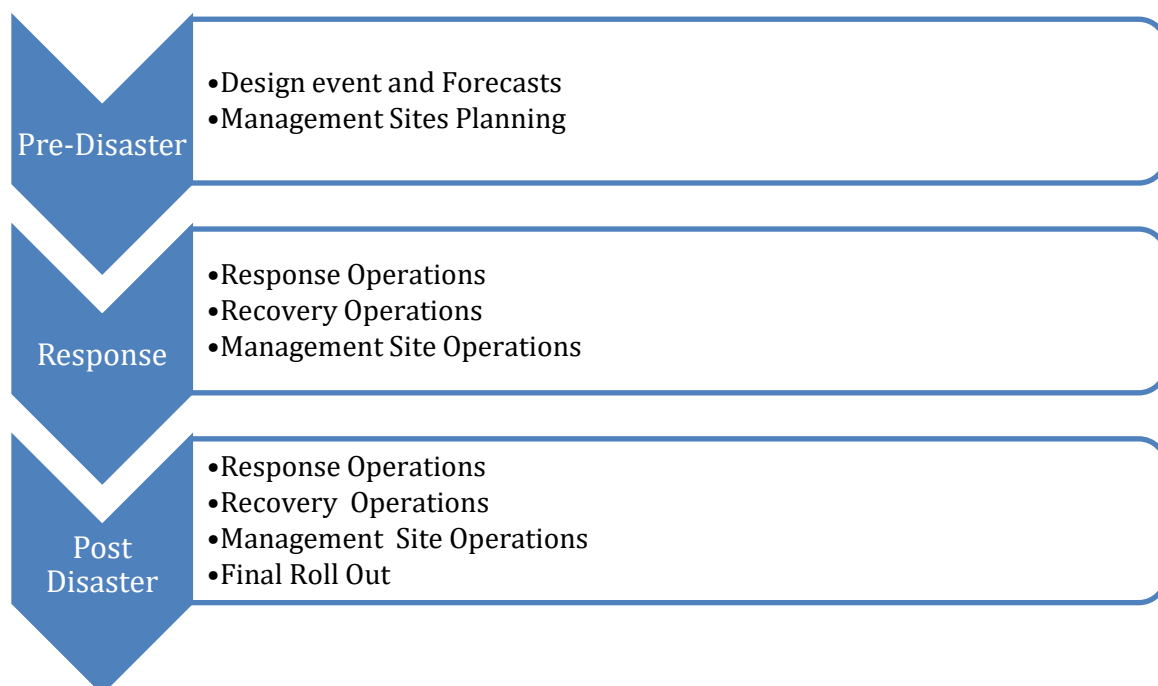 Pre-Disaster
•Design event and Forecasts
•Management Sites Planning
Response
•Response Operations
•Recovery Operations
•Management Site Operations
Post
Disaster
•Response Operations
•Recovery  Operations
•Management  Site Operations
•Final Roll Out